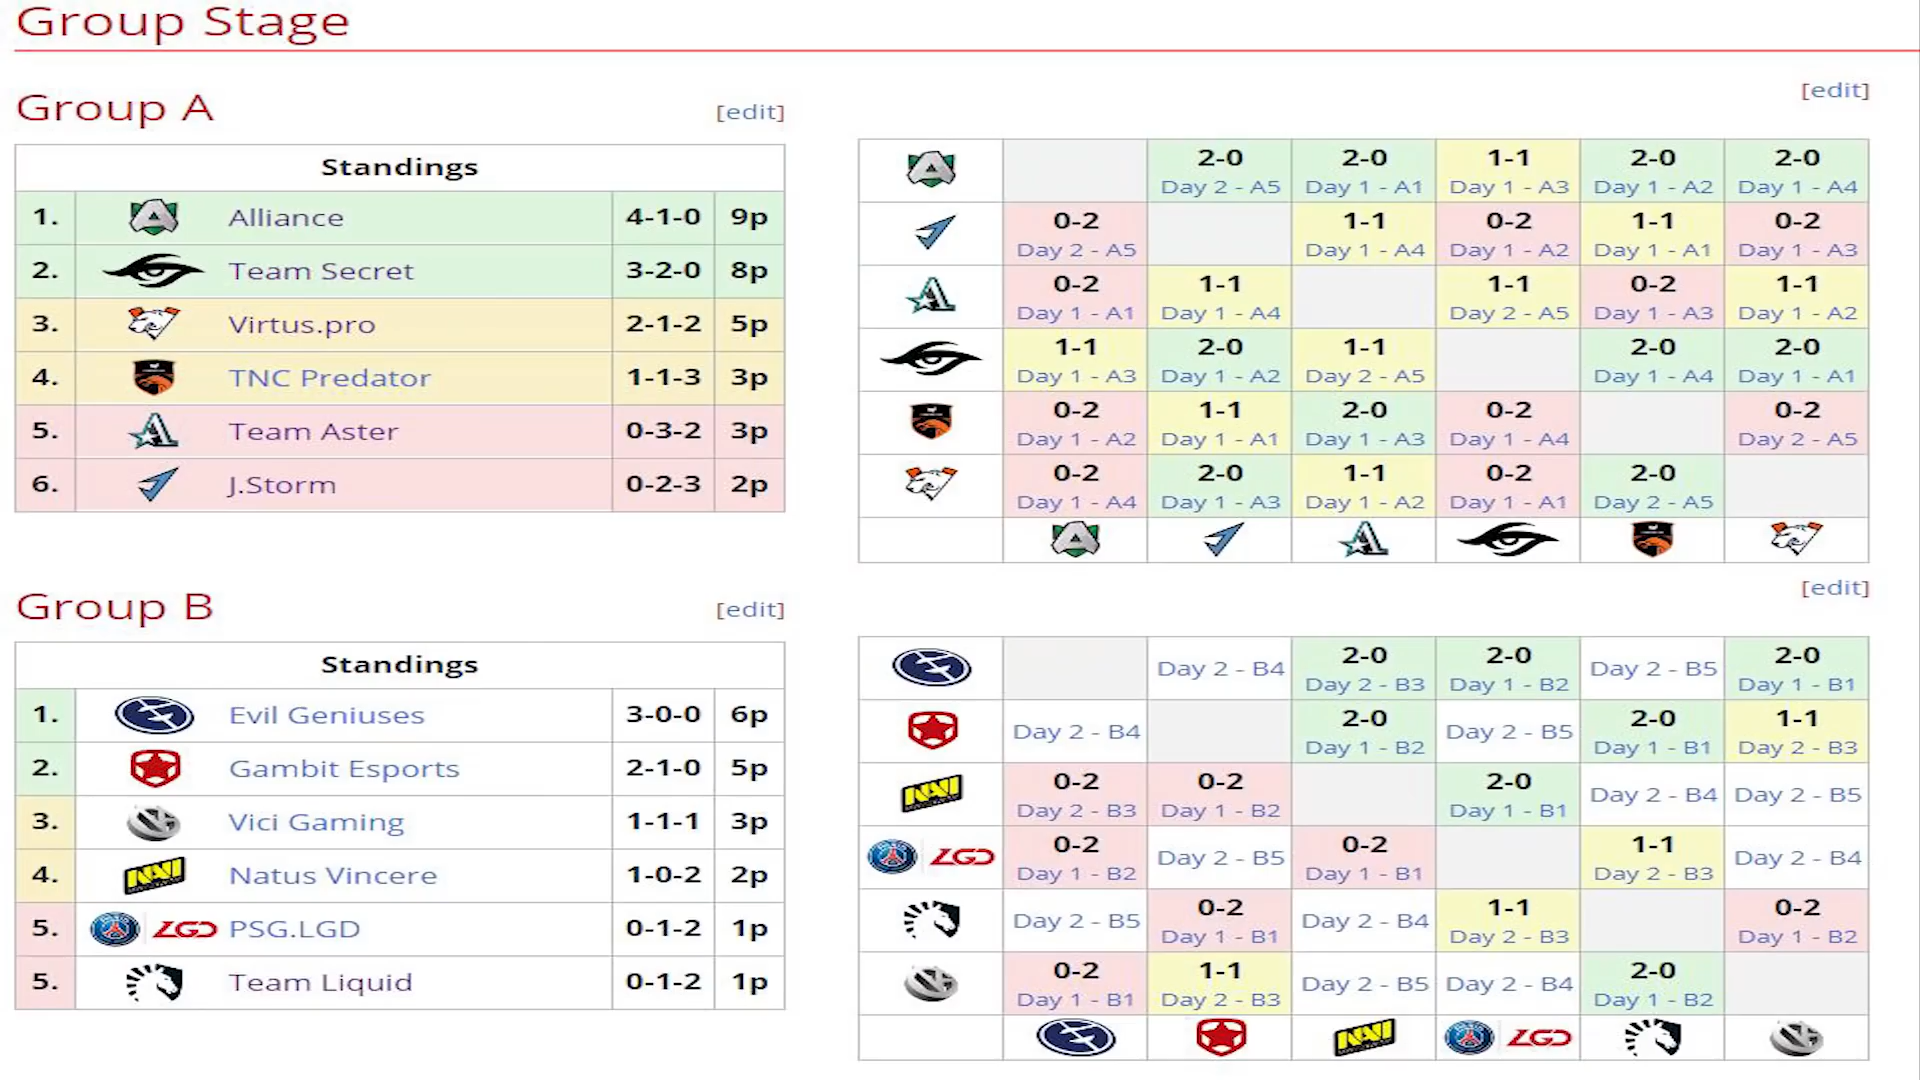 Group Stage
Group A
[edit]
Standings
1. Alliance 4-1-0 9p
2. Team Secret 3-2-0 8p
3. Virtus.pro 2-1-2 5p
4. TNC Predator 1-1-3 3p
5. Team Aster 0-3-2 3p
6. J.Storm 0-2-3 2p
[edit]
2-0 2-0 1-1 2-0 2-0
Day 2 - A5 Day 1 - A1 Day 1 - A3 Day 1 - A2 Day 1 - A4
0-2 1-1 0-2 1-1 0-2
Day 2 - A5 Day 1 - A4 Day 1 - A2 Day 1 - A1 Day 1 - A3
0-2 1-1 1-1 0-2 1-1
Day 1 - A1 Day 1 - A4 Day 2 - A5 Day 1 - A3 Day 1 - A2
1-1 2-0 1-1 2-0 2-0
Day 1 - A3 Day 1 - A2 Day 2 - A5 Day 1 - A4 Day 1 - A1
0-2 1-1 2-0 0-2 0-2
Day 1 - A2 Day 1 - A1 Day 1 - A3 Day 1 - A4 Day 2 - A5
0-2 2-0 1-1 0-2 2-0
Day 1 - A4 Day 1 - A3 Day 1 - A2 Day 1 - A1 Day 2 - A5
Group B
[edit]
Standings
1. Evil Geniuses 3-0-0 6p
2. Gambit Esports 2-1-0 5p
3. Vici Gaming 1-1-1 3p
4. NAVI Natus Vincere 1-0-2 2p
5. LGD PSG.LGD 0-1-2 1p
5. Team Liquid 0-1-2 1p
[edit]
2-0 2-0 2-0
Day 2 - B4 Day 2 - B3 Day 1 - B2 Day 2 - B5 Day 1 - B1
2-0 2-0 1-1
Day 2 - B4 Day 1 - B2 Day 2 - B5 Day 1 - B1 Day 2 - B3
NAVI 0-2 0-2 2-0
Day 2 - B3 Day 1 - B2 Day 1 - B1 Day 2 - B4 Day 2 - B5
LGD 0-2 0-2 1-1
Day 1 - B2 Day 2 - B5 Day 1 - B1 Day 2 - B3 Day 2 - B4
0-2 1-1 0-2
Day 2 - B5 Day 1 - B1 Day 2 - B4 Day 2 - B3 Day 1 - B2
0-2 1-1 2-0
Day 1 - B1 Day 2 - B3 Day 2 - B5 Day 2 - B4 Day 1 - B2
NAVI LGD